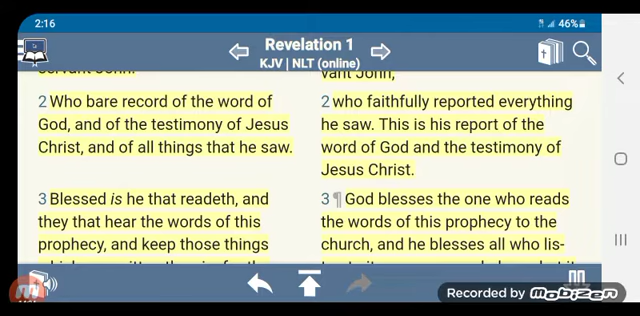 2:16
46%
Revelation 1
KJV | NLT (online)
servant John:
2 Who bare record of the word of
God, and of the testimony of Jesus
Christ, and of all things that he saw.
3 Blessed is he that readeth, and
they that hear the words of this
prophecy, and keep those things
vant John,
2 who faithfully reported everything
he saw. This is his report of the
word of God and the testimony of
Jesus Christ.
3 ¶ God blesses the one who reads
the words of this prophecy to the
church, and he blesses all who lis-
Recorded by Mobizen